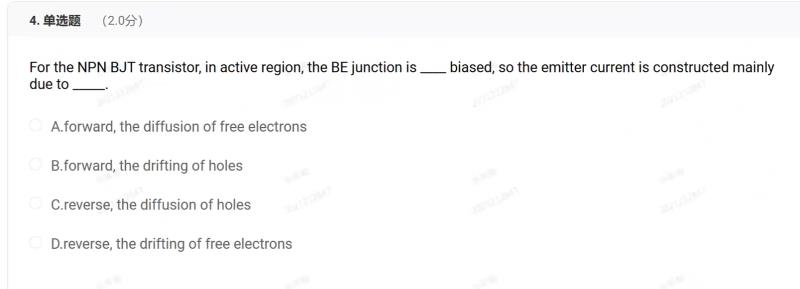 4. 单选题 （2.0分）
For the NPN BJT transistor, in active region, the BE junction is ____ biased, so the emitter current is constructed mainly
due to _____.
A.forward, the diffusion of free electrons
B.forward, the drifting of holes
C.reverse, the diffusion of holes
D.reverse, the drifting of free electrons